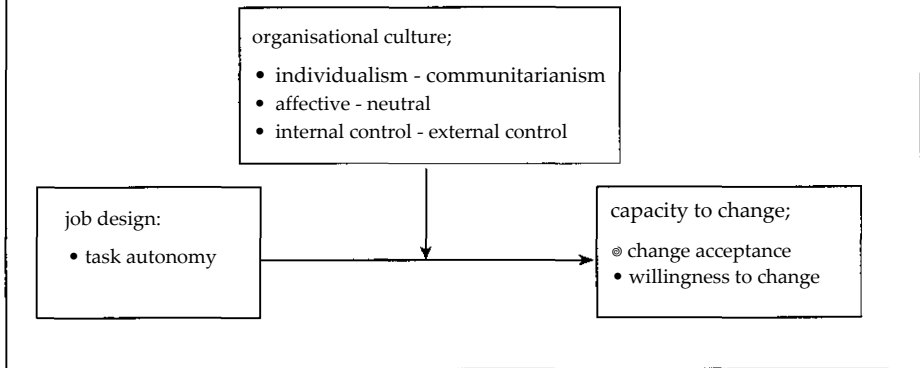 organisational culture;
• individualism - communitarianism
• affective - neutral
• internal control - external control
job design:
• task autonomy
capacity to change;
• change acceptance
• willingness to change